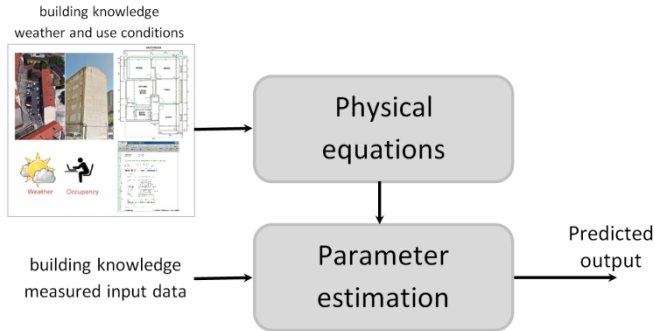 building knowledge
weather and use conditions
Weather
Occupancy
Physical
equations
building knowledge
measured input data
Parameter
estimation
Predicted
output